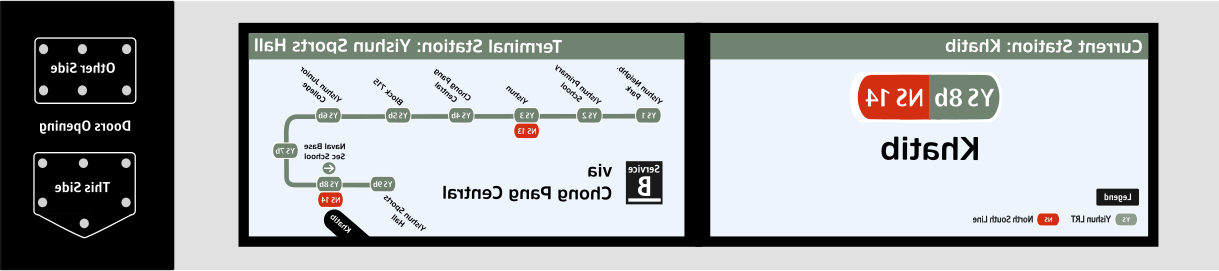 Current Station: Khatib
YS 8b NS 14
Khatib
Legend
YS Yishun LRT NS North South Line
Terminal Station: Yishun Sports Hall
Yishun Neighb.
Park
Yishun Primary
School
Yishun
Chong Pang
Central
Block 715
Yishun Junior
College
YS 1
YS 2
YS 3
YS 4b
YS 5b
YS 6b
NS 13
YS 7b
Naval Base
Sec School
YS 8b
YS 9b
NS 14
Khatib
Yishun Sports
Hall
Service
B
via
Chong Pang Central
Other Side
Doors Opening
This Side